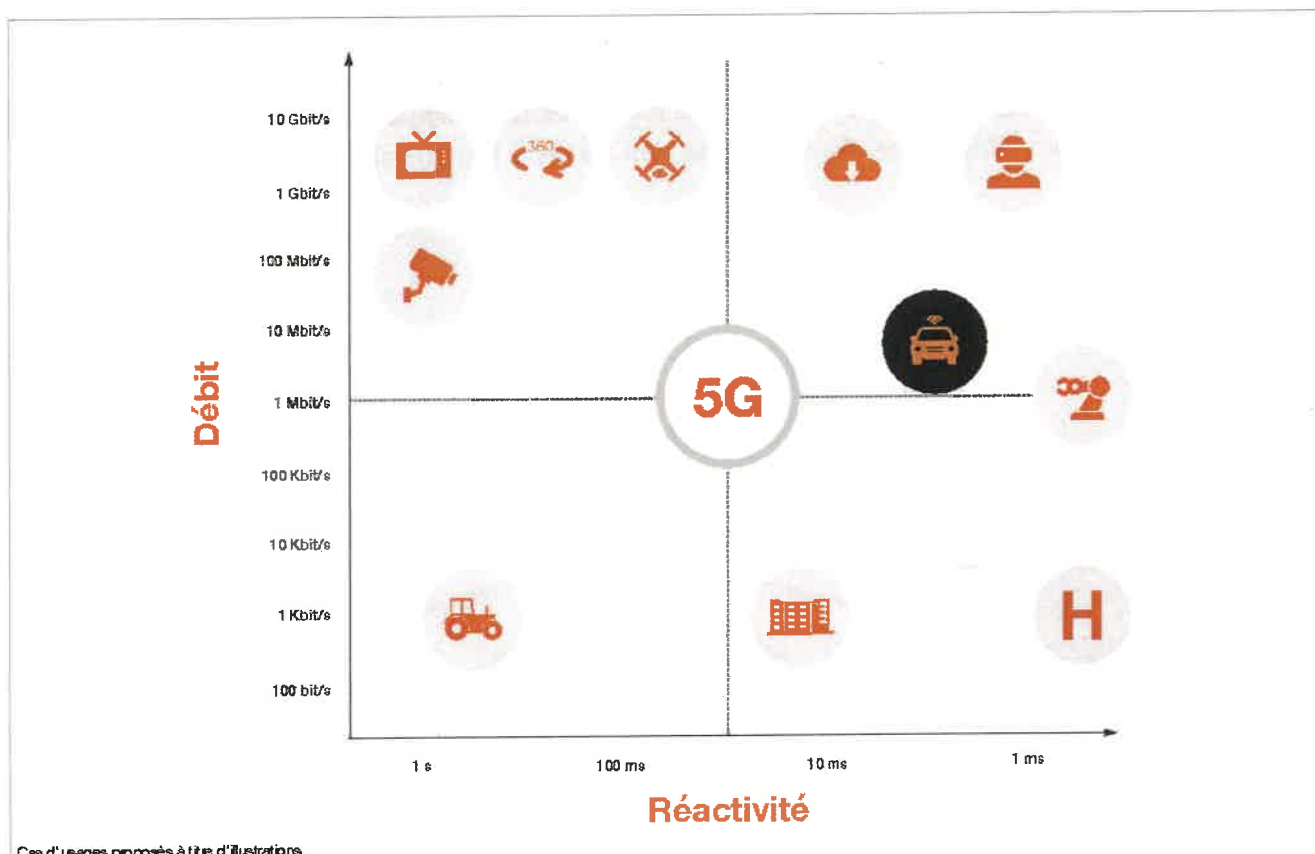 10 Gbit/s
360
1 Gbit/s
100 Mbit/s
10 Mbit/s
Débit
1 Mbit/s
5G
100 Kbit/s
10 Kbit/s
1 Kbit/s
H
100 bit/s
1 s
100 ms
10 ms
1 ms
Réactivité
Cas d'usages proposés à titre d'illustrations